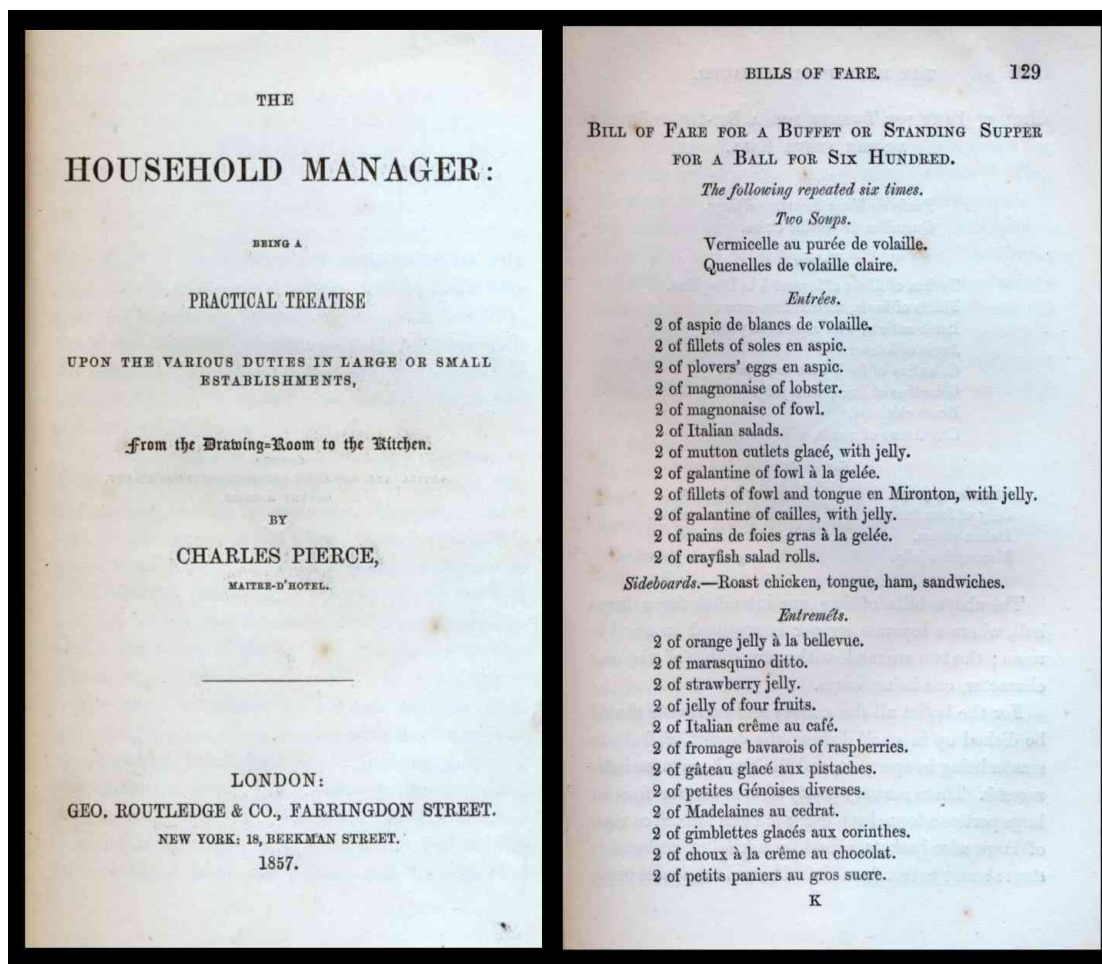 THE
HOUSEHOLD MANAGER:
BEING A
PRACTICAL TREATISE
UPON THE VARIOUS DUTIES IN LARGE OR SMALL
ESTABLISHMENTS,
From the Drawing-Room to the Kitchen.
BY
CHARLES PIERCE,
MAITRE-D'HOTEL.
LONDON:
GEO. ROUTLEDGE & CO., FARRINGDON STREET.
NEW YORK: 18, BEEKMAN STREET.
1857.
BILLS OF FARE. 129
BILL OF FARE FOR A BUFFET OR STANDING SUPPER
FOR A BALL FOR SIX HUNDRED.
The following repeated six times.
Two Soups.
Vermicelle au purée de volaille.
Quenelles de volaille claire.
Entrées.
2 of aspic de blancs de volaille.
2 of fillets of soles en aspic.
2 of plovers' eggs en aspic.
2 of magnonaise of lobster.
2 of magnonaise of fowl.
2 of Italian salads.
2 of mutton cutlets glacé, with jelly.
2 of galantine of fowl à la gelée.
2 of fillets of fowl and tongue en Mironton, with jelly.
2 of galantine of cailles, with jelly.
2 of pains de foies gras à la gelée.
2 of crayfish salad rolls.
Sideboards.—Roast chicken, tongue, ham, sandwiches.
Entreméts.
2 of orange jelly à la bellevue.
2 of marasquino ditto.
2 of strawberry jelly.
2 of jelly of four fruits.
2 of Italian crême au café.
2 of fromage bavarois of raspberries.
2 of gâteau glacé aux pistaches.
2 of petites Génoises diverses.
2 of Madelaines au cedrat.
2 of gimblettes glacés aux corinthes.
2 of choux à la crême au chocolat.
2 of petits paniers au gros sucre.
K